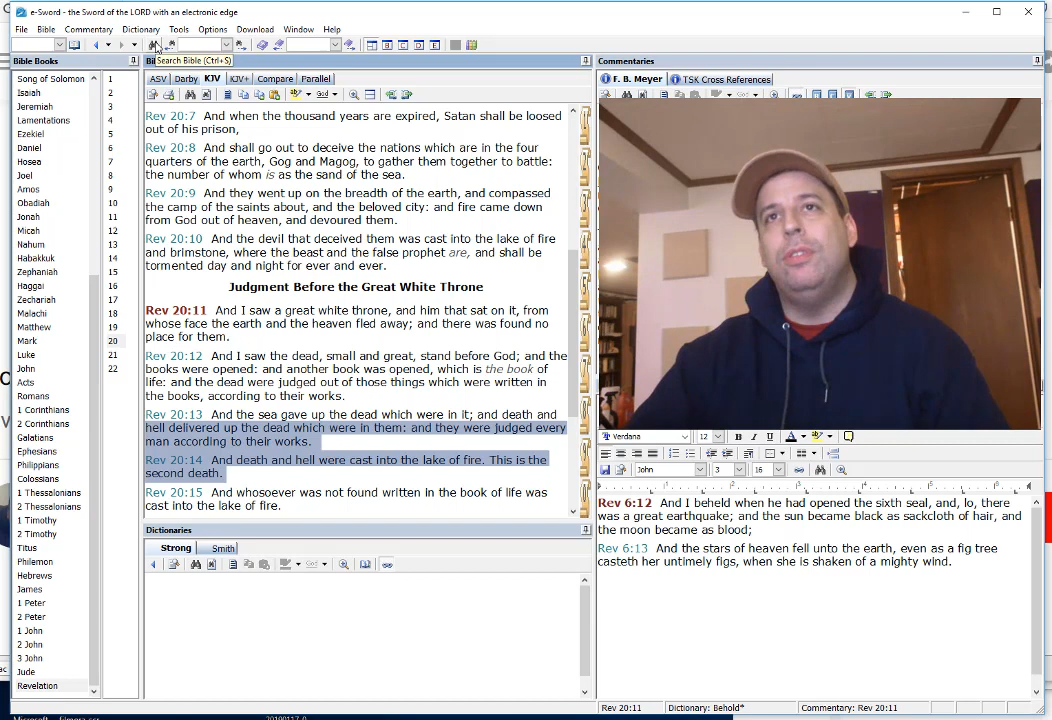 e-Sword - the Sword of the LORD with an electronic edge
File Bible Commentary Dictionary Tools Options Download Window Help
B C D E
Search Bible (Ctrl+S)
Bible Books
Song of Solomon
Isaiah
Jeremiah
Lamentations
Ezekiel
Daniel
Hosea
Joel
Amos
Obadiah
Jonah
Micah
Nahum
Habakkuk
Zephaniah
Haggai
Zechariah
Malachi
Matthew
Mark
Luke
John
Acts
Romans
1 Corinthians
2 Corinthians
Galatians
Ephesians
Philippians
Colossians
1 Thessalonians
2 Thessalonians
1 Timothy
2 Timothy
Titus
Philemon
Hebrews
James
1 Peter
2 Peter
1 John
2 John
3 John
Jude
Revelation
1
2
3
4
5
6
7
8
9
10
11
12
13
14
15
16
17
18
19
20
21
22
ASV Darby KJV KJV+ Compare Parallel
God
Rev 20:7 And when the thousand years are expired, Satan shall be loosed
out of his prison,
Rev 20:8 And shall go out to deceive the nations which are in the four
quarters of the earth, Gog and Magog, to gather them together to battle:
the number of whom is as the sand of the sea.
Rev 20:9 And they went up on the breadth of the earth, and compassed
the camp of the saints about, and the beloved city: and fire came down
from God out of heaven, and devoured them.
Rev 20:10 And the devil that deceived them was cast into the lake of fire
and brimstone, where the beast and the false prophet are, and shall be
tormented day and night for ever and ever.
Judgment Before the Great White Throne
Rev 20:11 And I saw a great white throne, and him that sat on it, from
whose face the earth and the heaven fled away; and there was found no
place for them.
Rev 20:12 And I saw the dead, small and great, stand before God; and the
books were opened: and another book was opened, which is the book of
life: and the dead were judged out of those things which were written in
the books, according to their works.
Rev 20:13 And the sea gave up the dead which were in it; and death and
hell delivered up the dead which were in them: and they were judged every
man according to their works.
Rev 20:14 And death and hell were cast into the lake of fire. This is the
second death.
Rev 20:15 And whosoever was not found written in the book of life was
cast into the lake of fire.
Dictionaries
Strong Smith
God
Commentaries
F. B. Meyer TSK Cross References
Verdana 12 B I U A
John 3 16
1 2 3 4 5 6
Rev 6:12 And I beheld when he had opened the sixth seal, and, lo, there
was a great earthquake; and the sun became black as sackcloth of hair, and
the moon became as blood;
Rev 6:13 And the stars of heaven fell unto the earth, even as a fig tree
casteth her untimely figs, when she is shaken of a mighty wind.
Rev 20:11 Dictionary: Behold* Commentary: Rev 20:11